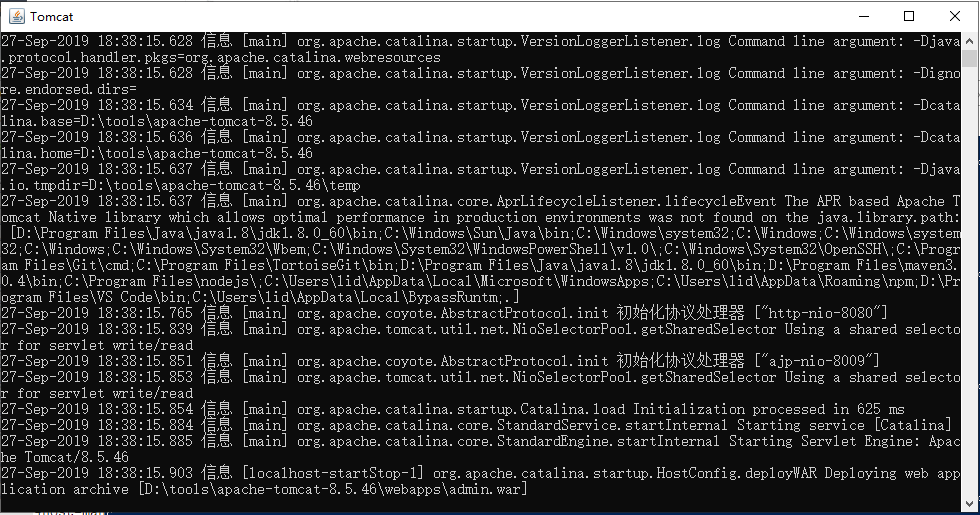 Tomcat
27-Sep-2019 18:38:15.628 信息 [main] org.apache.catalina.startup.VersionLoggerListener.log Command line argument: -Djava
.protocol.handler.pkgs=org.apache.catalina.webresources
27-Sep-2019 18:38:15.628 信息 [main] org.apache.catalina.startup.VersionLoggerListener.log Command line argument: -Digno
re.endorsed.dirs=
27-Sep-2019 18:38:15.634 信息 [main] org.apache.catalina.startup.VersionLoggerListener.log Command line argument: -Dcata
lina.base=D:\tools\apache-tomcat-8.5.46
27-Sep-2019 18:38:15.636 信息 [main] org.apache.catalina.startup.VersionLoggerListener.log Command line argument: -Dcata
lina.home=D:\tools\apache-tomcat-8.5.46
27-Sep-2019 18:38:15.637 信息 [main] org.apache.catalina.startup.VersionLoggerListener.log Command line argument: -Djava
.io.tmpdir=D:\tools\apache-tomcat-8.5.46\temp
27-Sep-2019 18:38:15.637 信息 [main] org.apache.catalina.core.AprLifecycleListener.lifecycleEvent The APR based Apache T
omcat Native library which allows optimal performance in production environments was not found on the java.library.path:
[D:\Program Files\Java\java1.8\jdk1.8.0_60\bin;C:\Windows\Sun\Java\bin;C:\Windows\system32;C:\Windows;C:\Windows\system
32;C:\Windows;C:\Windows\System32\Wbem;C:\Windows\System32\WindowsPowerShell\v1.0\;C:\Windows\System32\OpenSSH\;C:\Progr
am Files\Git\cmd;C:\Program Files\TortoiseGit\bin;D:\Program Files\Java\java1.8\jdk1.8.0_60\bin;D:\Program Files\maven3.
0.4\bin;C:\Program Files\nodejs\;C:\Users\lid\AppData\Local\Microsoft\WindowsApps;C:\Users\lid\AppData\Roaming\npm;D:\Pr
ogram Files\VS Code\bin;C:\Users\lid\AppData\Local\BypassRuntm;.]
27-Sep-2019 18:38:15.765 信息 [main] org.apache.coyote.AbstractProtocol.init 初始化协议处理器 ["http-nio-8080"]
27-Sep-2019 18:38:15.839 信息 [main] org.apache.tomcat.util.net.NioSelectorPool.getSharedSelector Using a shared selecto
r for servlet write/read
27-Sep-2019 18:38:15.851 信息 [main] org.apache.coyote.AbstractProtocol.init 初始化协议处理器 ["ajp-nio-8009"]
27-Sep-2019 18:38:15.853 信息 [main] org.apache.tomcat.util.net.NioSelectorPool.getSharedSelector Using a shared selecto
r for servlet write/read
27-Sep-2019 18:38:15.854 信息 [main] org.apache.catalina.startup.Catalina.load Initialization processed in 625 ms
27-Sep-2019 18:38:15.884 信息 [main] org.apache.catalina.core.StandardService.startInternal Starting service [Catalina]
27-Sep-2019 18:38:15.885 信息 [main] org.apache.catalina.core.StandardEngine.startInternal Starting Servlet Engine: Apac
he Tomcat/8.5.46
27-Sep-2019 18:38:15.903 信息 [localhost-startStop-1] org.apache.catalina.startup.HostConfig.deployWAR Deploying web app
lication archive [D:\tools\apache-tomcat-8.5.46\webapps\admin.war]